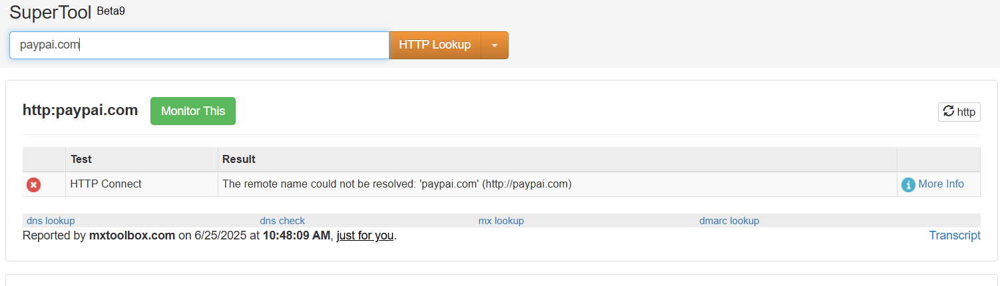 SuperTool Beta9
paypai.com HTTP Lookup
http:paypai.com Monitor This http
Test Result
HTTP Connect The remote name could not be resolved: 'paypai.com' (http://paypai.com) More Info
dns lookup dns check mx lookup dmarc lookup
Reported by mxtoolbox.com on 6/25/2025 at 10:48:09 AM, just for you. Transcript